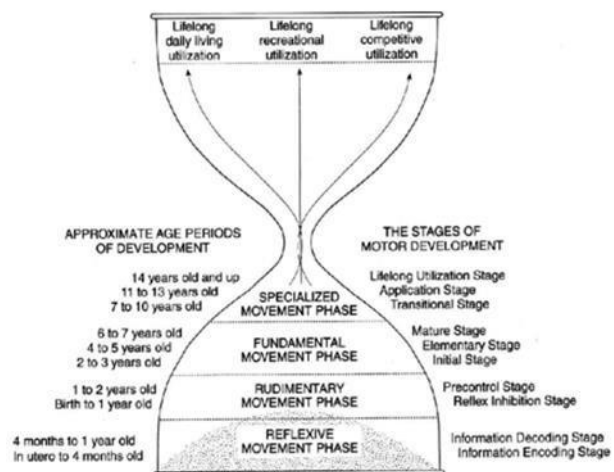 Lifelong daily living utilization
Lifelong recreational utilization
Lifelong competitive utilization
APPROXIMATE AGE PERIODS
OF DEVELOPMENT
THE STAGES OF
MOTOR DEVELOPMENT
14 years old and up
11 to 13 years old
7 to 10 years old
SPECIALIZED
MOVEMENT PHASE
Lifelong Utilization Stage
Application Stage
Transitional Stage
6 to 7 years old
4 to 5 years old
2 to 3 years old
FUNDAMENTAL
MOVEMENT PHASE
Mature Stage
Elementary Stage
Initial Stage
1 to 2 years old
Birth to 1 year old
RUDIMENTARY
MOVEMENT PHASE
Precontrol Stage
Reflex Inhibition Stage
4 months to 1 year old
In utero to 4 months old
REFLEXIVE
MOVEMENT PHASE
Information Decoding Stage
Information Encoding Stage